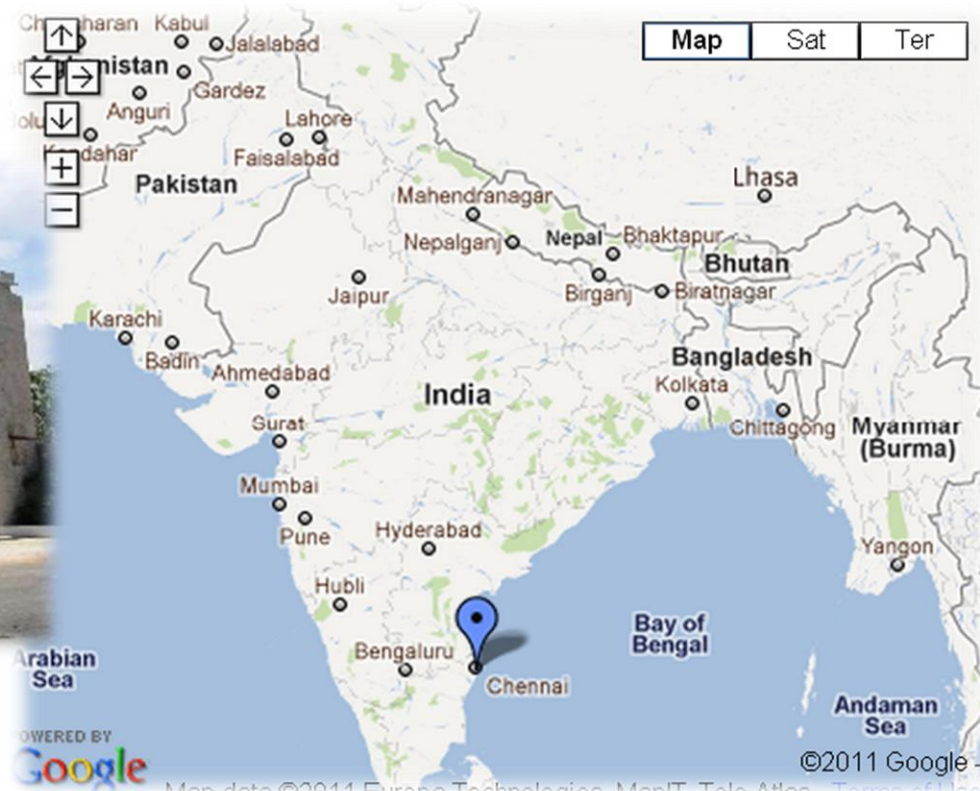 Kabul
Jalalabad
Gardez
Anguri
Lahore
Faisalabad
Pakistan
Map Sat Ter
Lhasa
Mahendranagar
Nepalganj
Nepal
Bhaktapur
Bhutan
Birganj
Biratnagar
Jaipur
Karachi
Badin
Ahmedabad
India
Bangladesh
Kolkata
Surat
Chittagong
Myanmar
(Burma)
Mumbai
Pune
Hyderabad
Yangon
Hubli
Bay of
Bengal
Bengaluru
Chennai
Arabian
Sea
Andaman
Sea
OWERED BY
Google
©2011 Google -